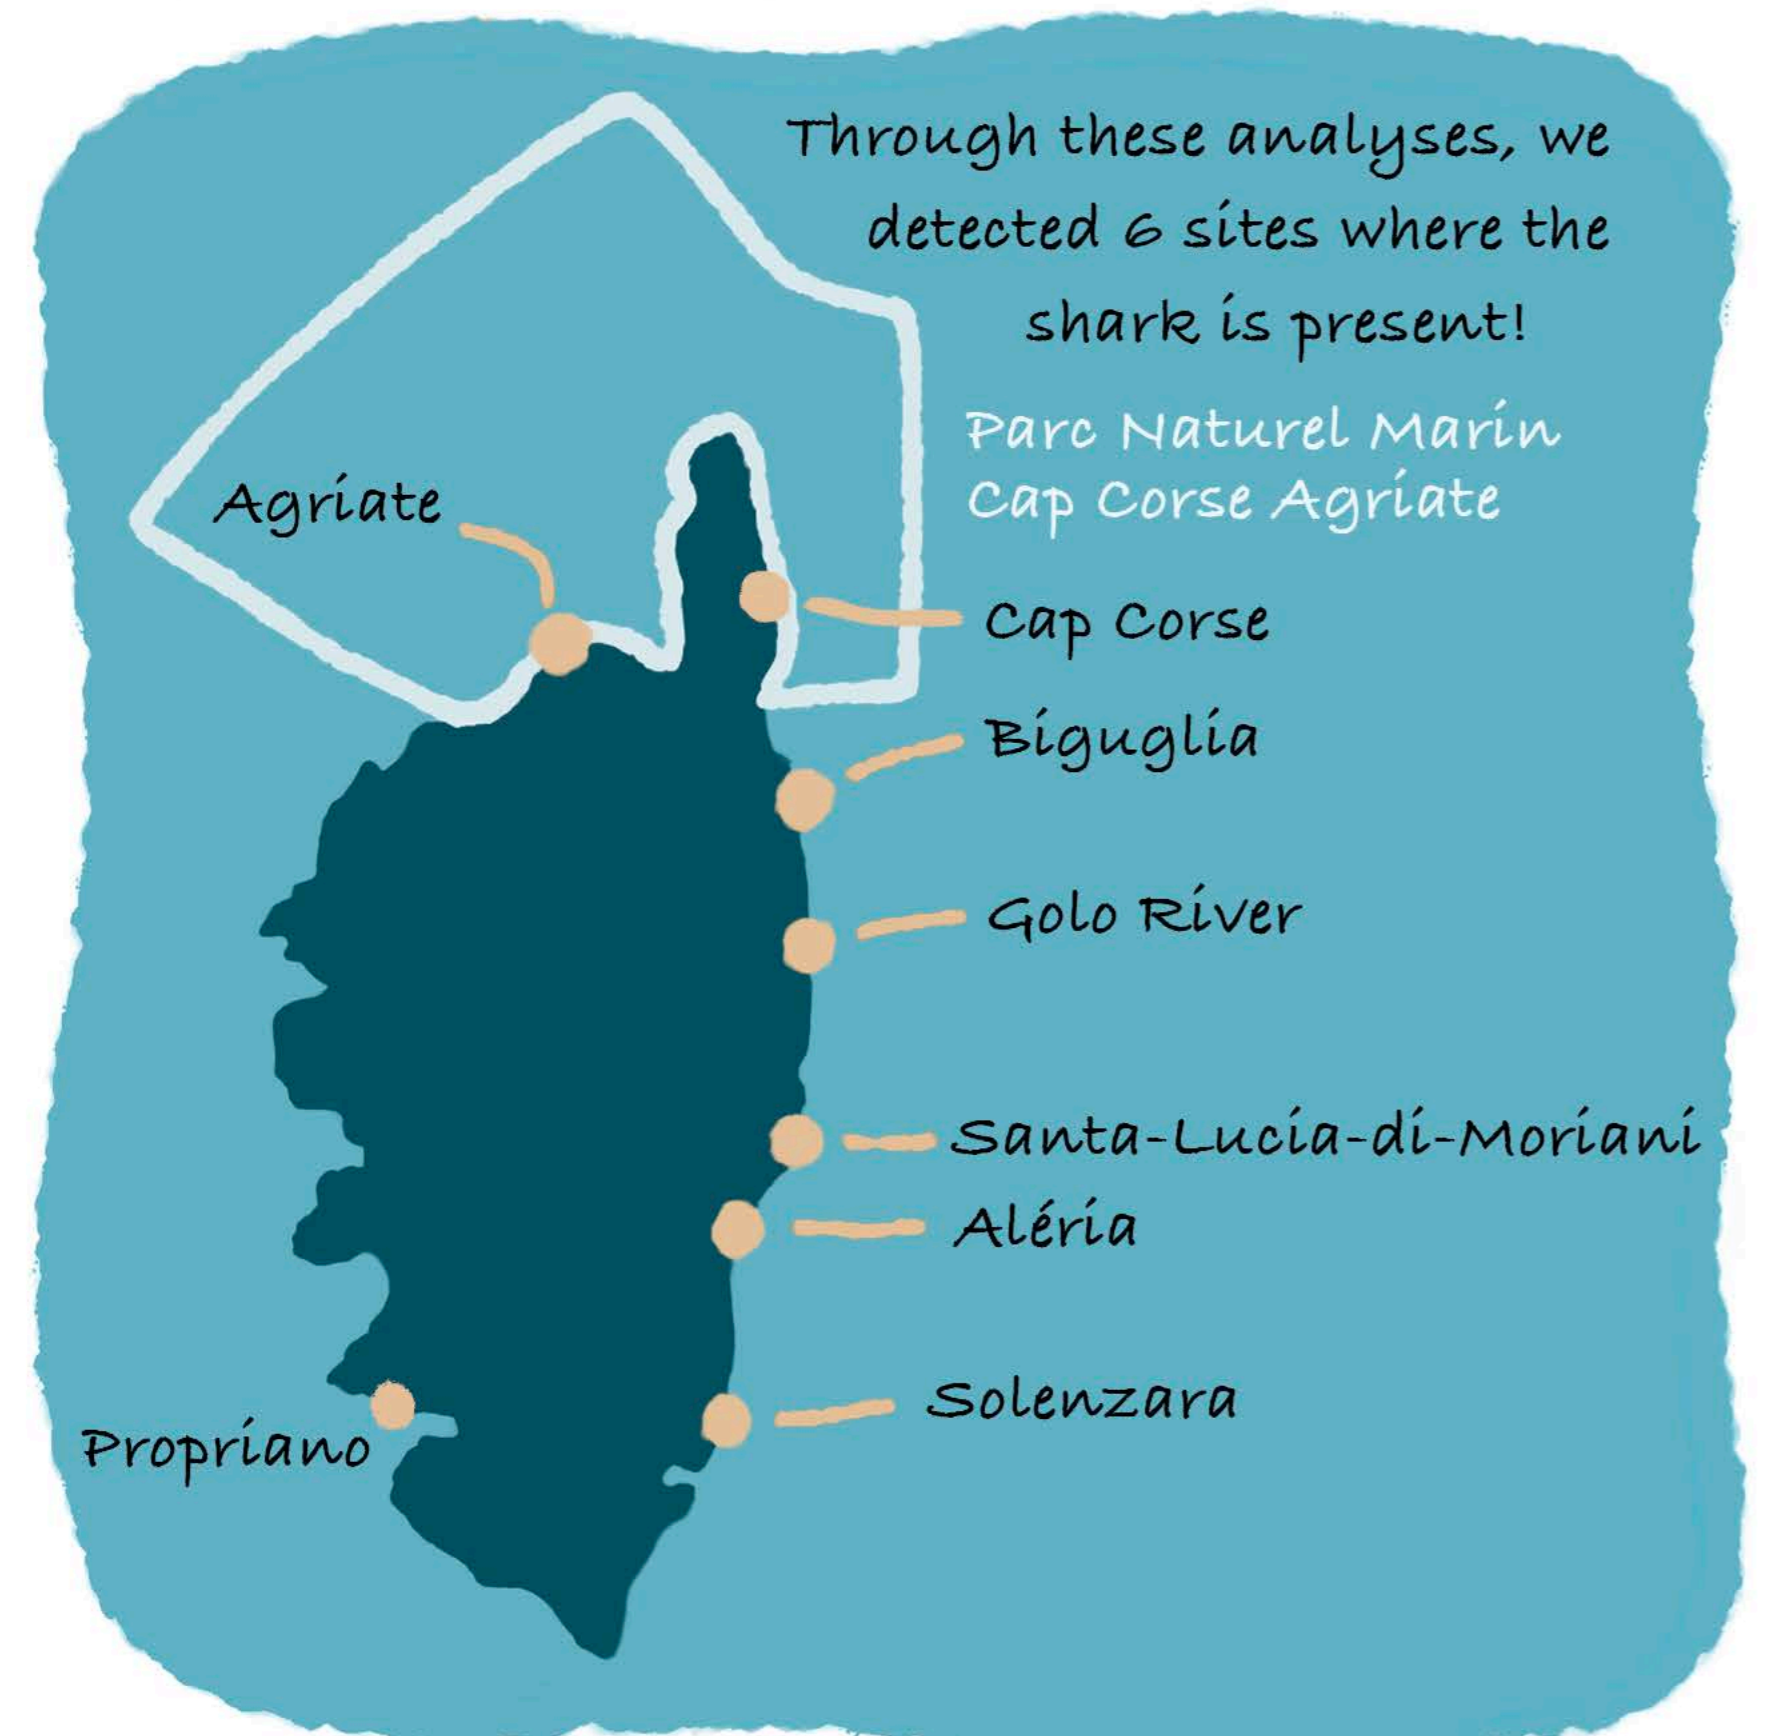 Through these analyses, we
detected 6 sites where the
shark is present!
Parc Naturel Marin
Cap Corse Agriate
Agriate
Cap Corse
Biguglia
Golo River
Santa-Lucia-di-Moriani
Aléria
Solenzara
Propriano